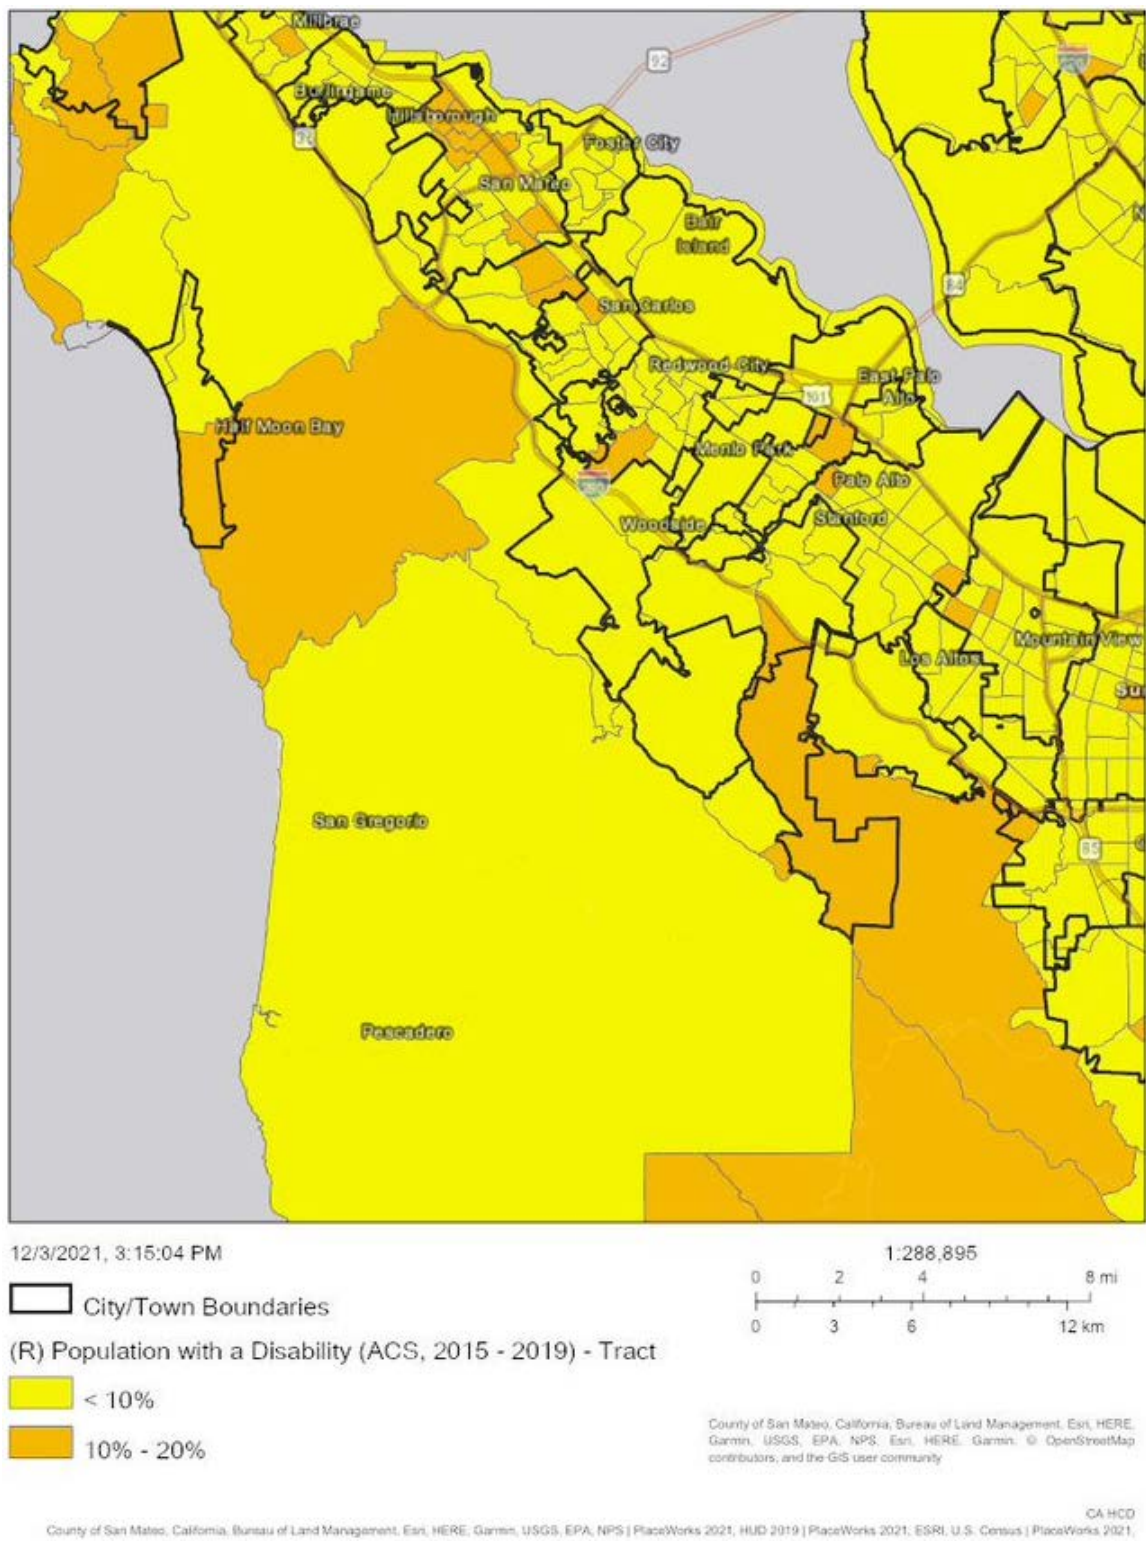 Millbrae
92
Burlingame
Hillsborough
Foster City
San Mateo
Bair
Island
84
San Carlos
Redwood City
East Palo
Alto
101
Half Moon Bay
Menlo Park
Palo Alto
280
Stanford
Woodside
Los Altos
Mountain View
Su
San Gregorio
85
Pescadero
12/3/2021, 3:15:04 PM
1:288,895
0 2 4 8 mi
0 3 6 12 km
City/Town Boundaries
(R) Population with a Disability (ACS, 2015 - 2019) - Tract
< 10%
10% - 20%
County of San Mateo, California, Bureau of Land Management, Esri, HERE,
Garmin, USGS, EPA, NPS, Esri, HERE, Garmin, © OpenStreetMap
contributors, and the GIS user community
CA HCD
County of San Mateo, California, Bureau of Land Management, Esri, HERE, Garmin, USGS, EPA, NPS | PlaceWorks 2021, HUD 2019 | PlaceWorks 2021, ESRI, U.S. Census | PlaceWorks 2021,